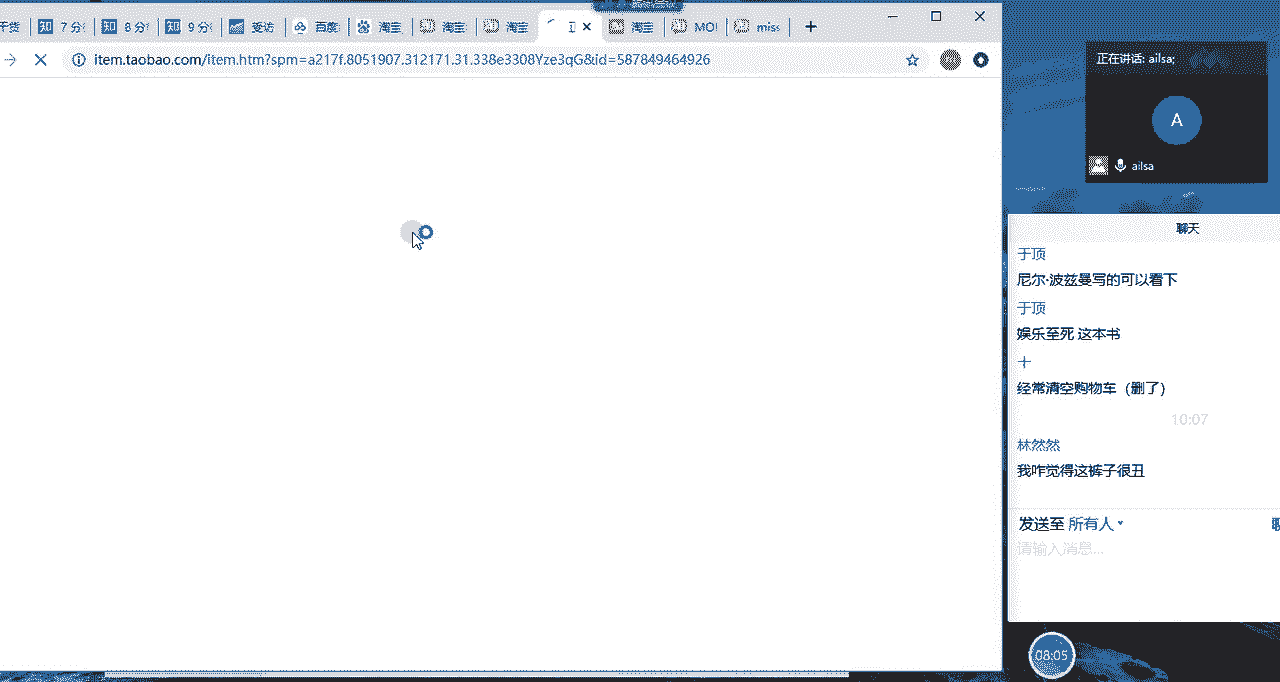 干货
知 7 分
知 8 分
知 9 分
爱访
百度
淘宝
淘宝
淘宝
淘宝
MO
miss
item.taobao.com/item.htm?spm=a217f.8051907.312171.31.338e3308Yze3qG&id=587849464926
正在讲话: ailsa;
A
ailsa
聊天
于顶
尼尔·波兹曼写的可以看下
于顶
娱乐至死 这本书
十
经常清空购物车（删了）
10:07
林然然
我咋觉得这裤子很丑
发送至 所有人
请输入消息...
08:05